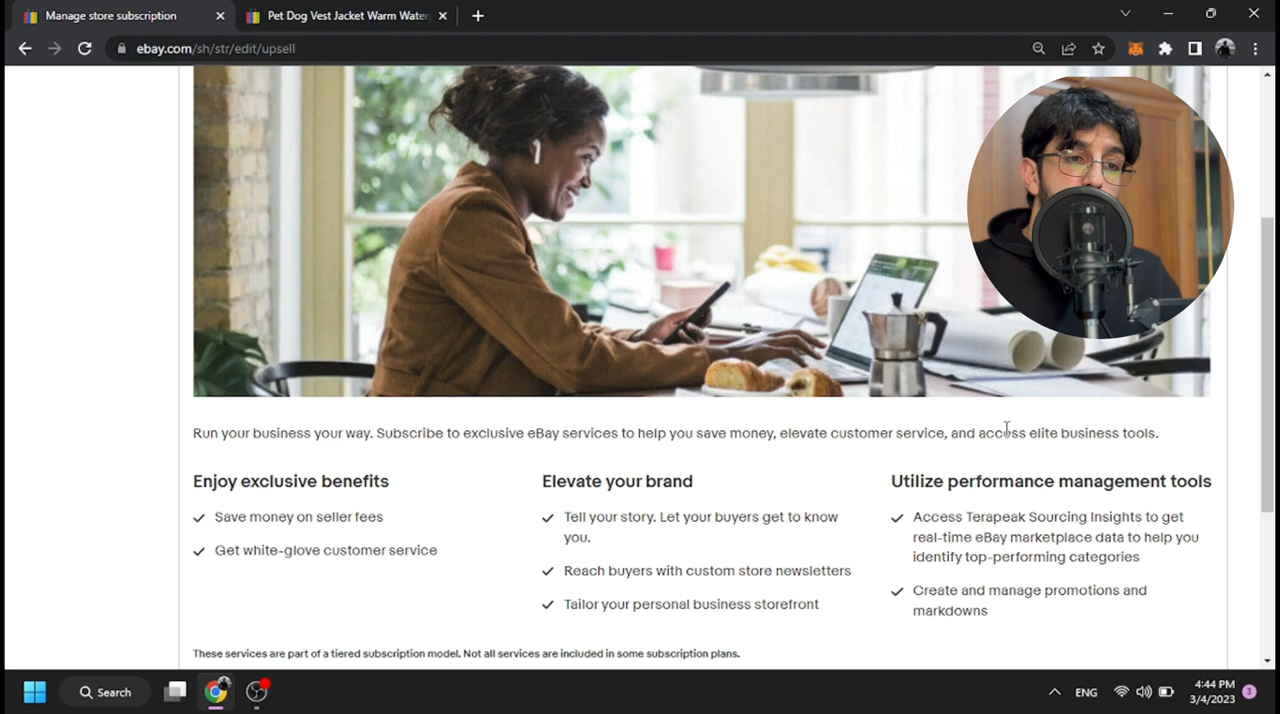 Manage store subscription
Pet Dog Vest Jacket Warm Water
ebay.com/sh/str/edit/upsell
Run your business your way. Subscribe to exclusive eBay services to help you save money, elevate customer service, and access elite business tools.
Enjoy exclusive benefits
Save money on seller fees
Get white-glove customer service
Elevate your brand
Tell your story. Let your buyers get to know
you.
Reach buyers with custom store newsletters
Tailor your personal business storefront
Utilize performance management tools
Access Terapeak Sourcing Insights to get
real-time eBay marketplace data to help you
identify top-performing categories
Create and manage promotions and
markdowns
These services are part of a tiered subscription model. Not all services are included in some subscription plans.
Search
ENG
4:44 PM
3/4/2023
3